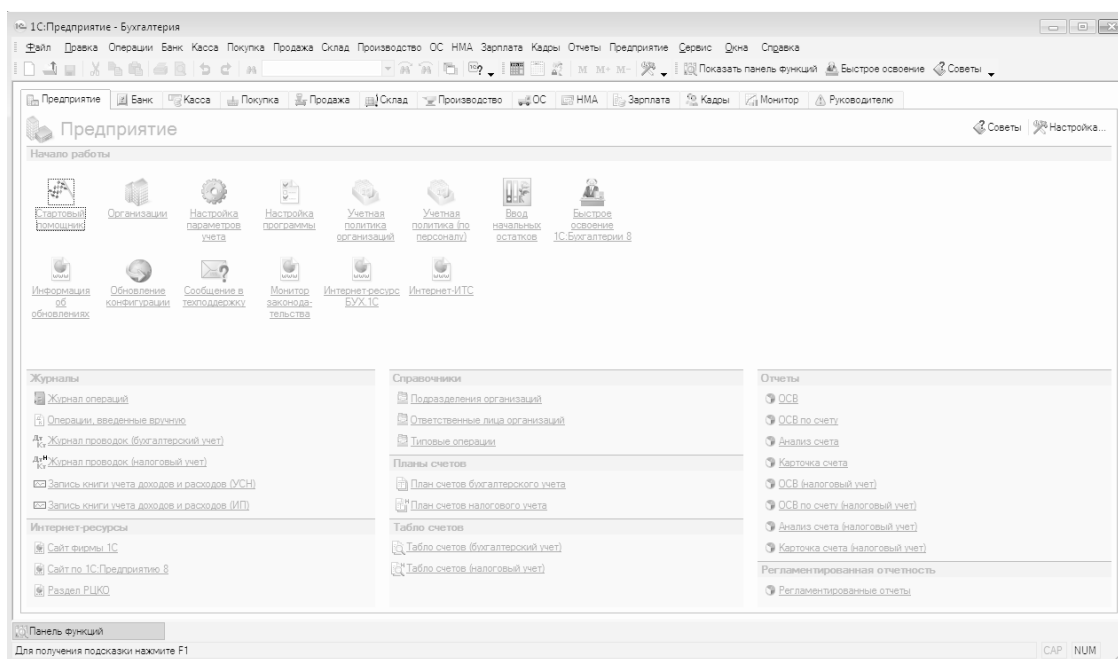 1С:Предприятие - Бухгалтерия
Файл Правка Операции Банк Касса Покупка Продажа Склад Производство ОС НМА Зарплата Кадры Отчеты Предприятие Сервис Окна Справка
M M+ M- Показать панель функций Быстрое освоение Советы
Предприятие Банк Касса Покупка Продажа Склад Производство ОС НМА Зарплата Кадры Монитор Руководителю
Предприятие
Советы Настройка...
Начало работы
Стартовый помощник
Организации
Настройка параметров учета
Настройка программы
Учетная политика организаций
Учетная политика (по персоналу)
Ввод начальных остатков
Быстрое освоение 1С:Бухгалтерии 8
Информация об обновлениях
Обновление конфигурации
Сообщение в техподдержку
Монитор законода-тельства
Интернет-ресурс БУХ.1С
Интернет-ИТС
Журналы
Журнал операций
Операции, введенные вручную
Журнал проводок (бухгалтерский учет)
Журнал проводок (налоговый учет)
Запись книги учета доходов и расходов (УСН)
Запись книги учета доходов и расходов (ИП)
Интернет-ресурсы
Сайт фирмы 1С
Сайт по 1С:Предприятию 8
Раздел РЦКО
Справочники
Подразделения организаций
Ответственные лица организаций
Типовые операции
Планы счетов
План счетов бухгалтерского учета
План счетов налогового учета
Табло счетов
Табло счетов (бухгалтерский учет)
Табло счетов (налоговый учет)
Отчеты
ОСВ
ОСВ по счету
Анализ счета
Карточка счета
ОСВ (налоговый учет)
ОСВ по счету (налоговый учет)
Анализ счета (налоговый учет)
Карточка счета (налоговый учет)
Регламентированная отчетность
Регламентированные отчеты
Панель функций
Для получения подсказки нажмите F1
CAP NUM